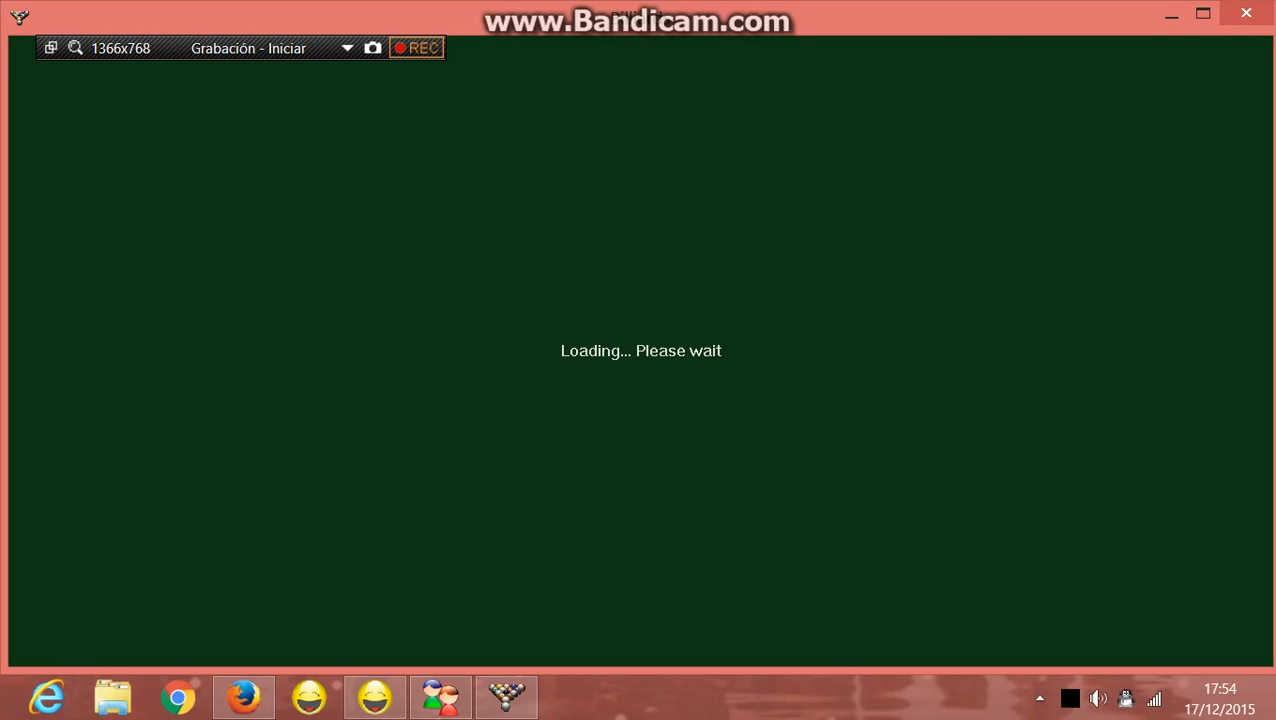 www.Bandicam.com
1366x768 Grabación - Iniciar REC
Loading... Please wait
17:54
17/12/2015